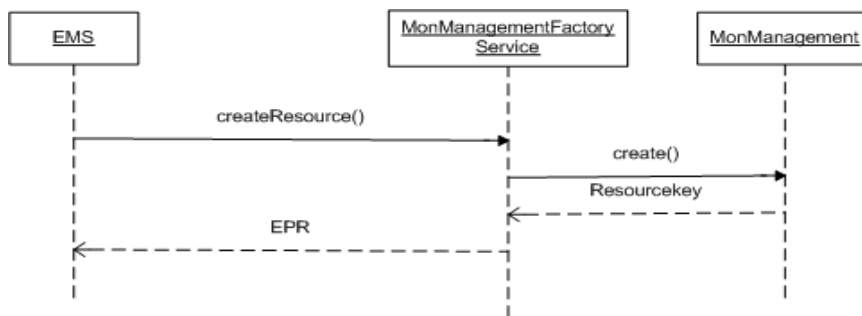 EMS
MonManagementFactory
Service
MonManagement
createResource()
create()
Resourcekey
EPR